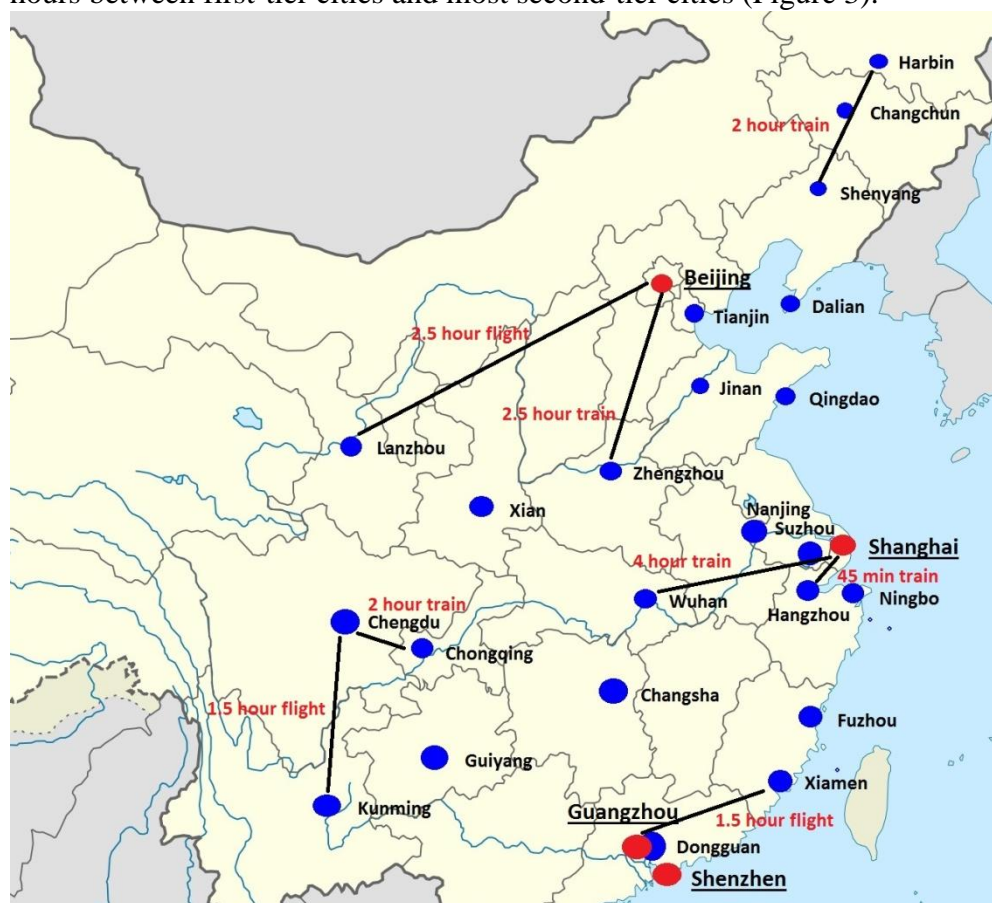 hours between first-tier cities and most second-tier cities (Figure 3).
Harbin
Changchun
2 hour train
Shenyang
Beijing
Tianjin
Dalian
2.5 hour flight
Jinan
Qingdao
2.5 hour train
Lanzhou
Zhengzhou
Xian
Nanjing
Suzhou
Shanghai
4 hour train
45 min train
Wuhan
Hangzhou
Ningbo
2 hour train
Chengdu
Chongqing
Changsha
1.5 hour flight
Fuzhou
Guiyang
Xiamen
Kunming
Guangzhou
1.5 hour flight
Dongguan
Shenzhen